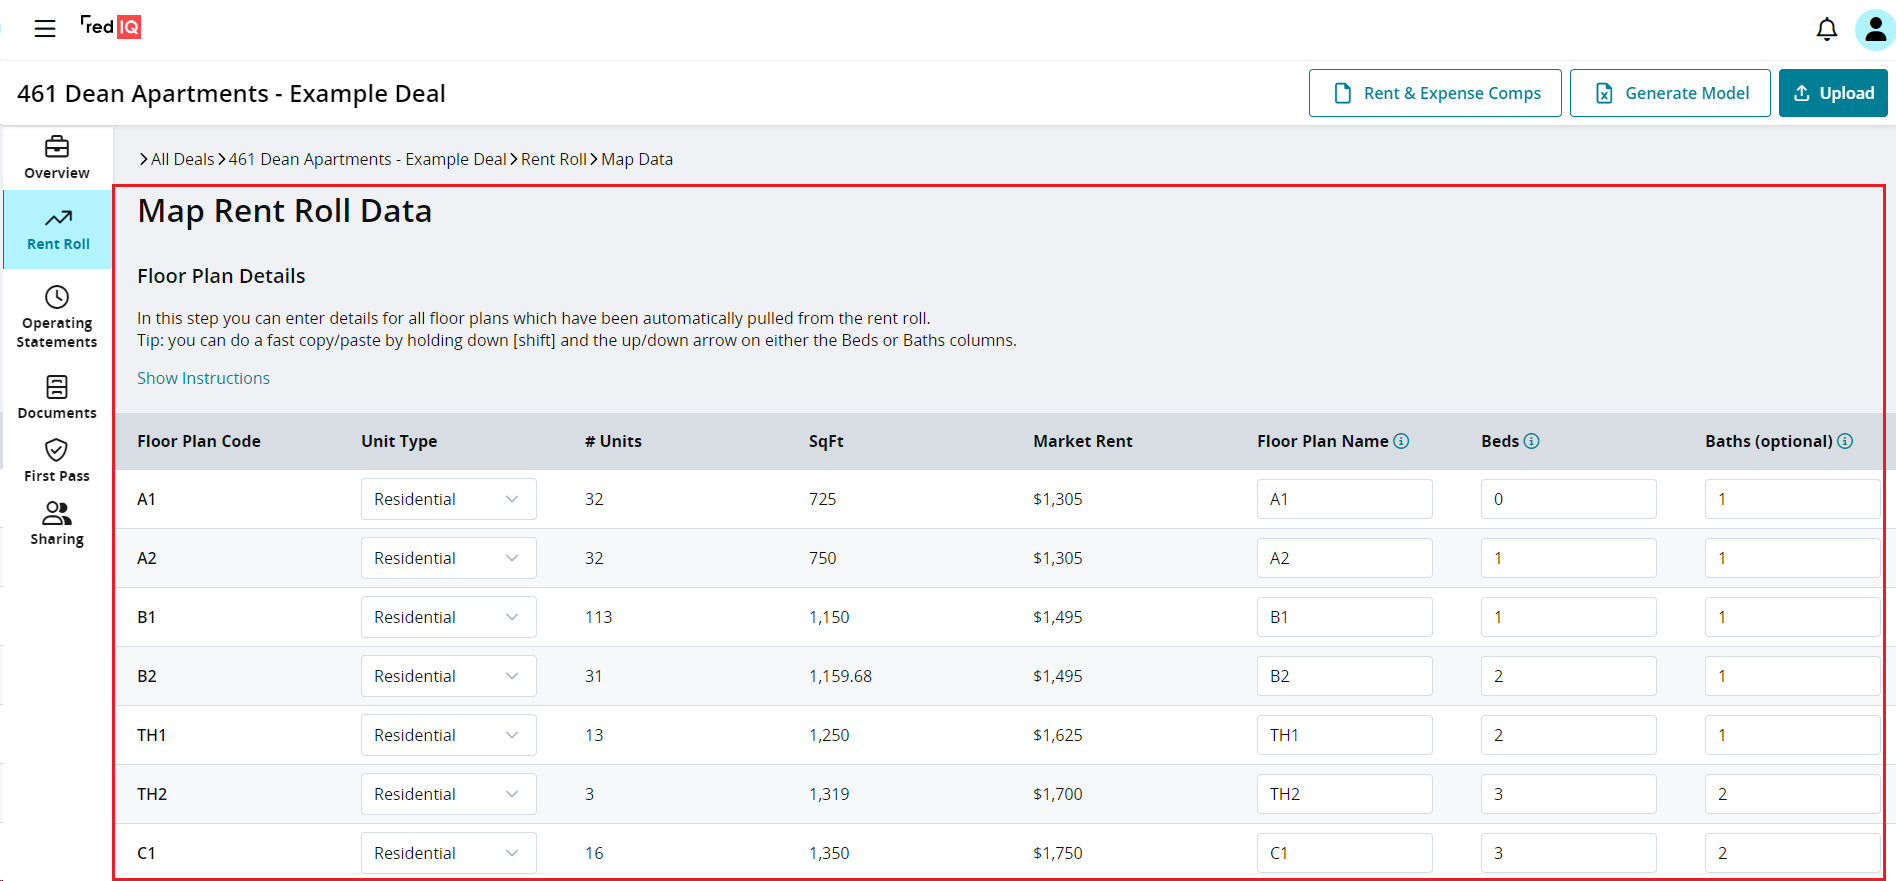 red IQ
461 Dean Apartments - Example Deal
Rent & Expense Comps
Generate Model
Upload
Overview
Rent Roll
Operating
Statements
Documents
First Pass
Sharing
All Deals
461 Dean Apartments - Example Deal
Rent Roll
Map Data
Map Rent Roll Data
Floor Plan Details
In this step you can enter details for all floor plans which have been automatically pulled from the rent roll.
Tip: you can do a fast copy/paste by holding down [shift] and the up/down arrow on either the Beds or Baths columns.
Show Instructions
Floor Plan Code Unit Type # Units SqFt Market Rent Floor Plan Name Beds Baths (optional)
A1 Residential 32 725 $1,305 A1 0 1
A2 Residential 32 750 $1,305 A2 1 1
B1 Residential 113 1,150 $1,495 B1 1 1
B2 Residential 31 1,159.68 $1,495 B2 2 1
TH1 Residential 13 1,250 $1,625 TH1 2 1
TH2 Residential 3 1,319 $1,700 TH2 3 2
C1 Residential 16 1,350 $1,750 C1 3 2